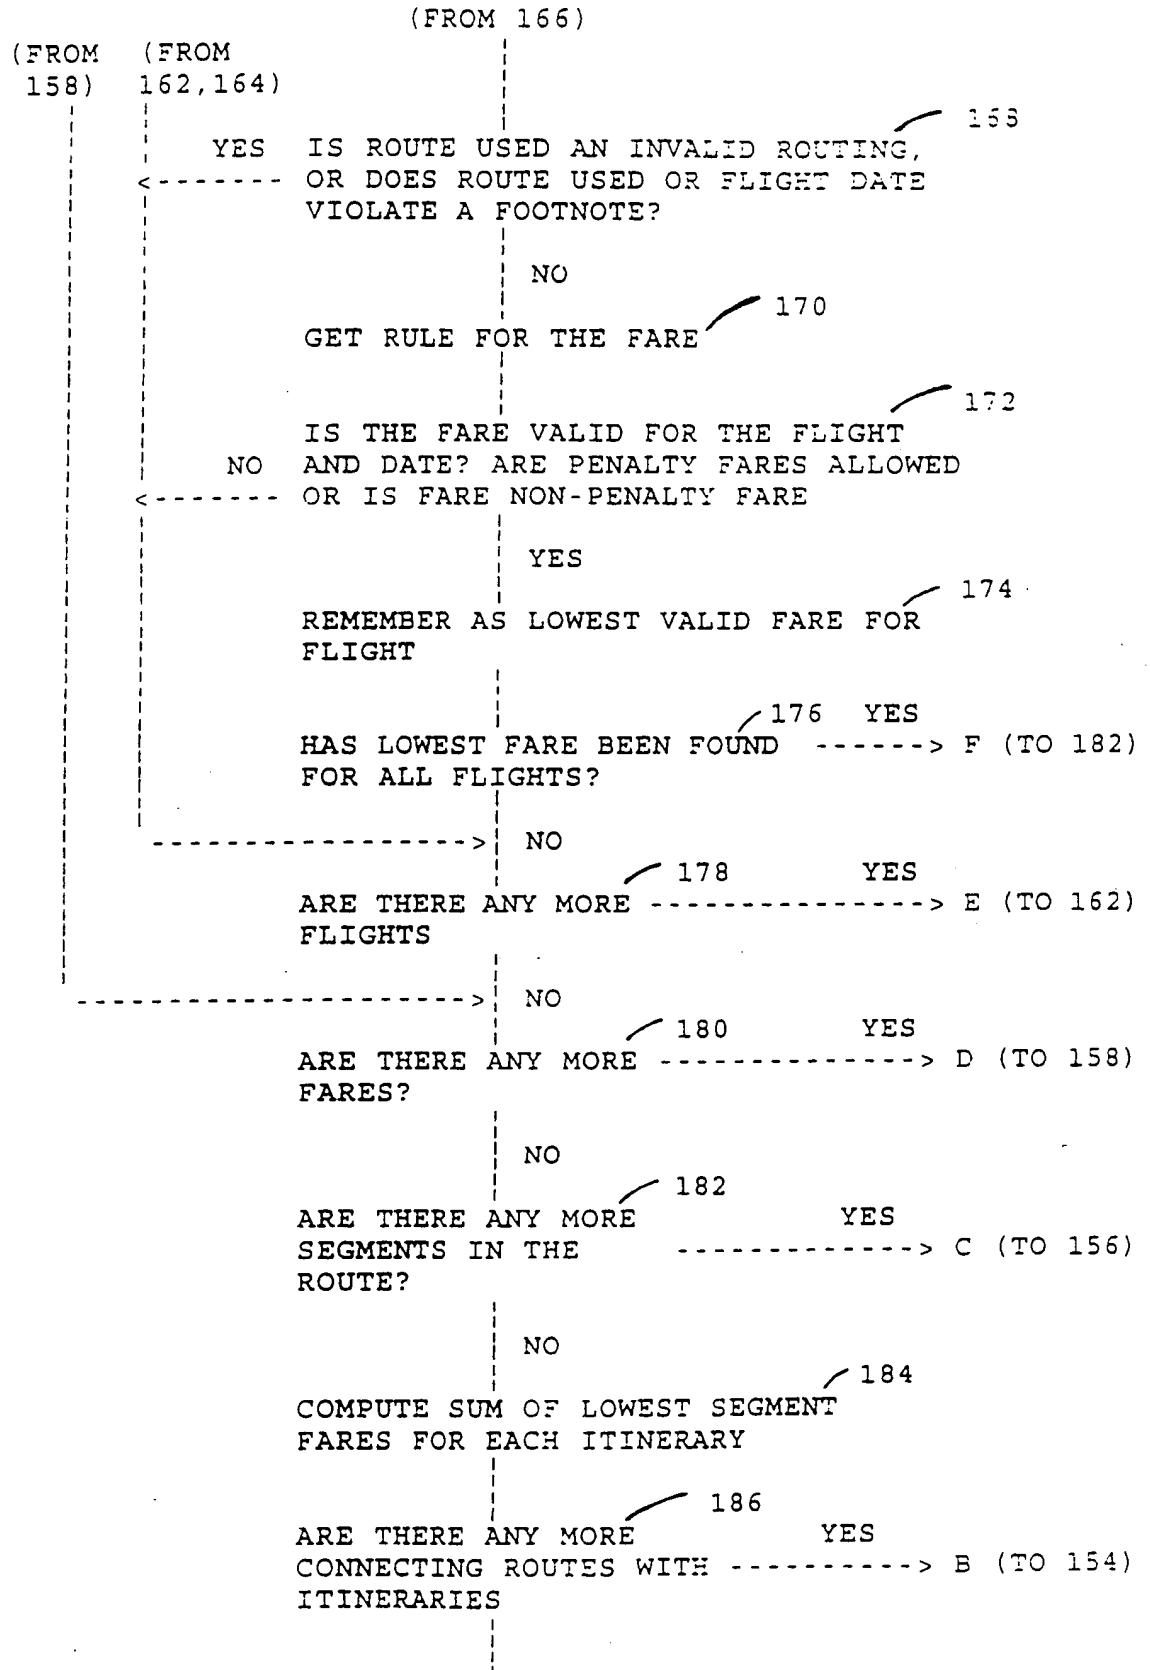 (FROM 166)
(FROM (FROM
158) 162,164)
168
YES IS ROUTE USED AN INVALID ROUTING,
<------- OR DOES ROUTE USED OR FLIGHT DATE
VIOLATE A FOOTNOTE?
NO
170
GET RULE FOR THE FARE
172
IS THE FARE VALID FOR THE FLIGHT
NO AND DATE? ARE PENALTY FARES ALLOWED
<------- OR IS FARE NON-PENALTY FARE
YES
174
REMEMBER AS LOWEST VALID FARE FOR
FLIGHT
176 YES
HAS LOWEST FARE BEEN FOUND ------> F (TO 182)
FOR ALL FLIGHTS?
-----------------> NO
178 YES
ARE THERE ANY MORE ---------------> E (TO 162)
FLIGHTS
---------------------> NO
180 YES
ARE THERE ANY MORE --------------> D (TO 158)
FARES?
NO
182
ARE THERE ANY MORE YES
SEGMENTS IN THE -------------> C (TO 156)
ROUTE?
NO
184
COMPUTE SUM OF LOWEST SEGMENT
FARES FOR EACH ITINERARY
186
ARE THERE ANY MORE YES
CONNECTING ROUTES WITH ----------> B (TO 154)
ITINERARIES